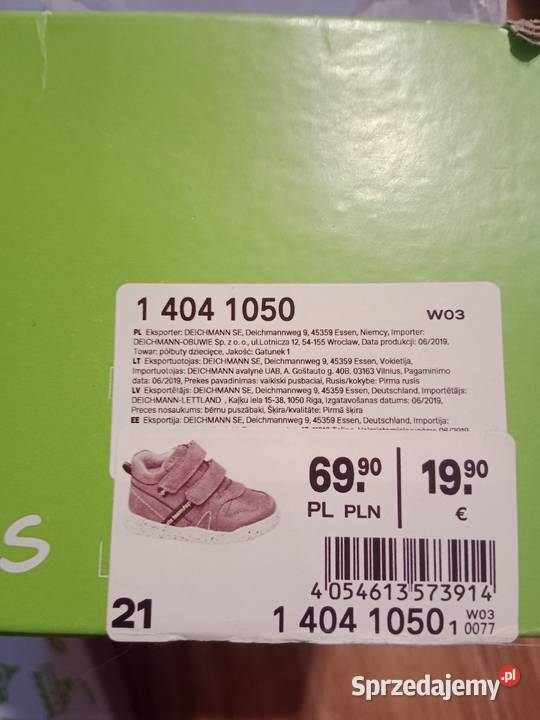 1 404 1050 W03
PL Eksporter: DEICHMANN SE, Deichmannweg 9, 45359 Essen, Niemcy, Importer:
DEICHMANN-OBUWIE Sp. z o. o., ul.Lotnicza 12, 54-155 Wrocław, Data produkcji: 06/2019,
Towar: półbuty dziecięce, Jakość: Gatunek 1
LT Eksportuotojas: DEICHMANN SE, Deichmannweg 9, 45359 Essen, Vokietija,
Importuotojas: DEICHMANN avalynė UAB, A. Goštauto g. 40B, 03163 Vilnius, Pagaminimo
data: 06/2019, Prekes pavadinimas: vaikiski pusbaciai, Rusis/kokybe: Pirma rusis
LV Eksportētājs: DEICHMANN SE, Deichmannweg 9, 45359 Essen, Deutschland, Importētājs:
DEICHMANN-LETTLAND , Kaļķu iela 15-38, 1050 Riga, Izgatavošanas datums: 06/2019,
Preces nosaukums: bērnu puszābaki, Šķira/kvalitāte: Pirmā šķira
EE Eksportija: DEICHMANN SE, Deichmannweg 9, 45359 Essen, Deutschland, Importija:
69.90 19.90
PL PLN €
4 054613 573914
21 1 404 1050 1 W03 0077
s
Sprzedajemy.pl